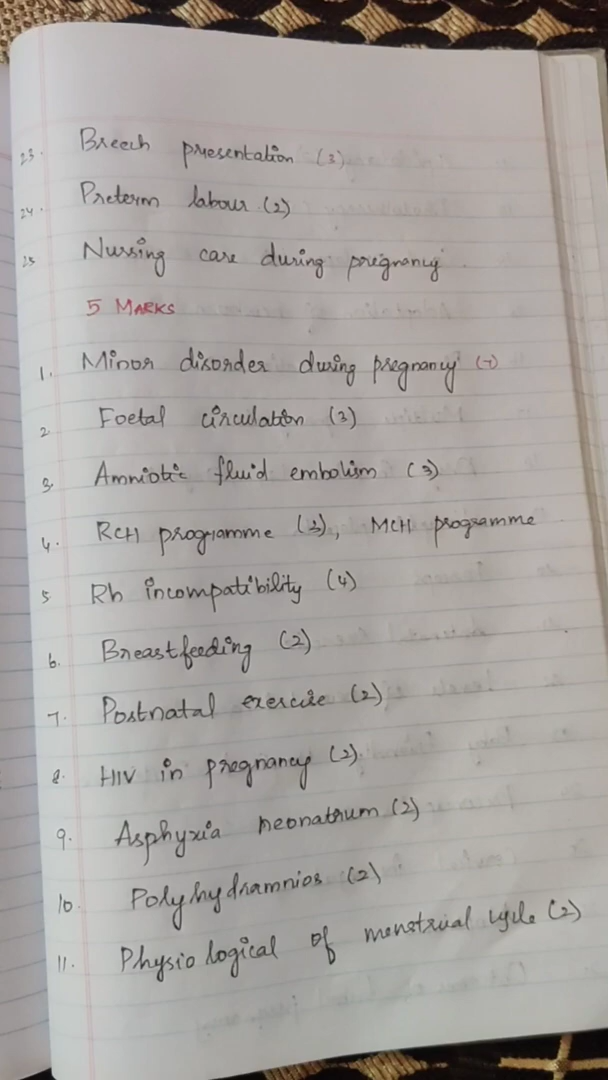 23. Breech presentation (3)
24. Preterm labour (2)
25 Nursing care during pregnancy.
5 MARKS
1. Minor disorder during pregnancy (7)
2 Foetal circulation (3)
3. Amniotic fluid embolism (3)
4. RCH programme (3), MCH programme
5 Rh incompatibility (4)
6. Breastfeeding (2)
7. Postnatal exercise (2)
8. HIV in pregnancy (2)
9. Asphyxia neonatrum (2)
10. Polyhydramnios (2)
11. Physiological of menstrual cycle (2)